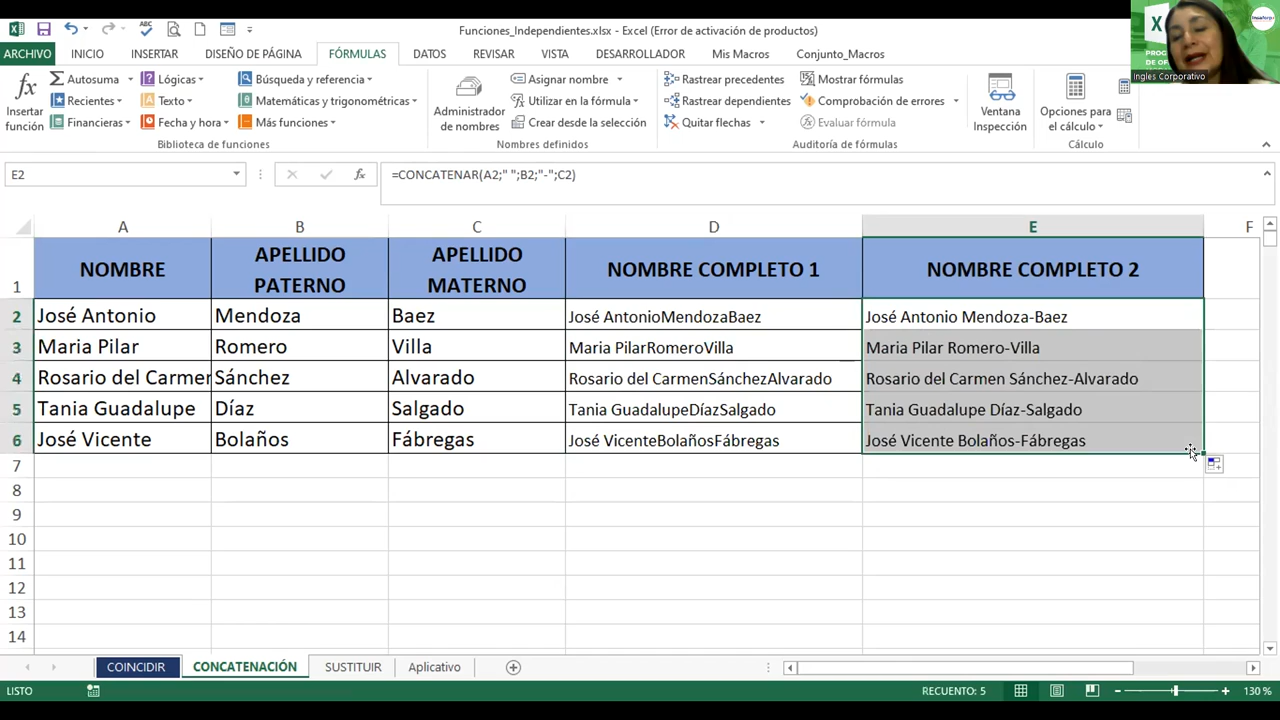 Funciones_Independientes.xlsx - Excel (Error de activación de productos)
ARCHIVO INICIO INSERTAR DISEÑO DE PÁGINA FÓRMULAS DATOS REVISAR VISTA DESARROLLADOR Mis Macros Conjunto_Macros
Ingles Corporativo
Insertar función
Autosuma
Recientes
Financieras
Lógicas
Texto
Fecha y hora
Búsqueda y referencia
Matemáticas y trigonométricas
Más funciones
Biblioteca de funciones
Administrador de nombres
Asignar nombre
Utilizar en la fórmula
Crear desde la selección
Nombres definidos
Rastrear precedentes
Rastrear dependientes
Quitar flechas
Mostrar fórmulas
Comprobación de errores
Evaluar fórmula
Auditoría de fórmulas
Ventana Inspección
Opciones para el cálculo
Cálculo
E2 =CONCATENAR(A2;" ";B2;"-";C2)
A B C D E F
1 NOMBRE APELLIDO PATERNO APELLIDO MATERNO NOMBRE COMPLETO 1 NOMBRE COMPLETO 2
2 José Antonio Mendoza Baez José AntonioMendozaBaez José Antonio Mendoza-Baez
3 Maria Pilar Romero Villa Maria PilarRomeroVilla Maria Pilar Romero-Villa
4 Rosario del Carmen Sánchez Alvarado Rosario del CarmenSánchezAlvarado Rosario del Carmen Sánchez-Alvarado
5 Tania Guadalupe Díaz Salgado Tania GuadalupeDíazSalgado Tania Guadalupe Díaz-Salgado
6 José Vicente Bolaños Fábregas José VicenteBolañosFábregas José Vicente Bolaños-Fábregas
7
8
9
10
11
12
13
14
COINCIDIR CONCATENACIÓN SUSTITUIR Aplicativo
LISTO RECUENTO: 5 130 %